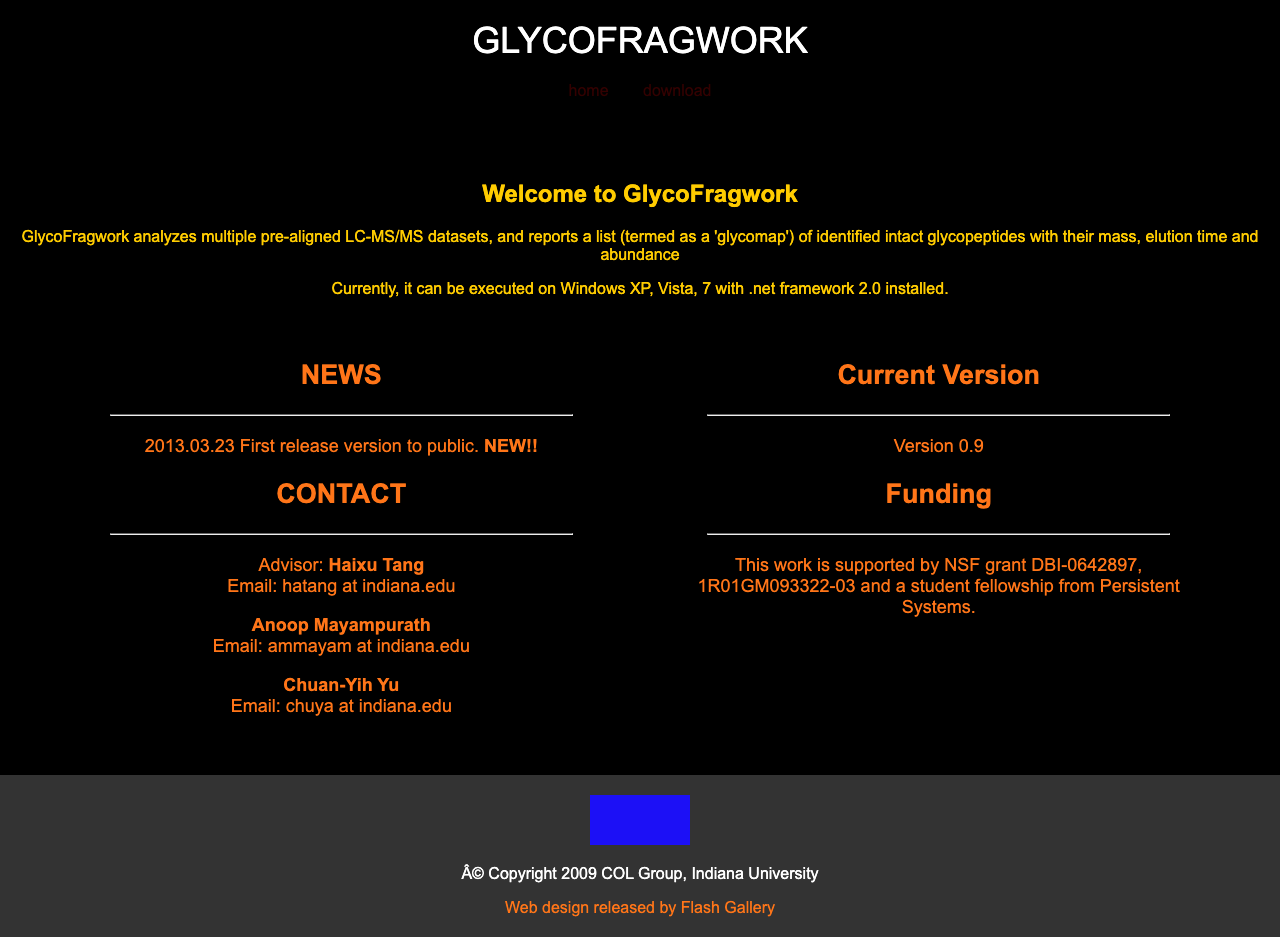 GLYCOFRAGWORK
home download
Welcome to GlycoFragwork
GlycoFragwork analyzes multiple pre-aligned LC-MS/MS datasets, and reports a list (termed as a 'glycomap') of identified intact glycopeptides with their mass, elution time and
abundance
Currently, it can be executed on Windows XP, Vista, 7 with .net framework 2.0 installed.
NEWS
2013.03.23 First release version to public. NEW!!
CONTACT
Advisor: Haixu Tang
Email: hatang at indiana.edu
Anoop Mayampurath
Email: ammayam at indiana.edu
Chuan-Yih Yu
Email: chuya at indiana.edu
Current Version
Version 0.9
Funding
This work is supported by NSF grant DBI-0642897,
1R01GM093322-03 and a student fellowship from Persistent
Systems.
Â© Copyright 2009 COL Group, Indiana University
Web design released by Flash Gallery